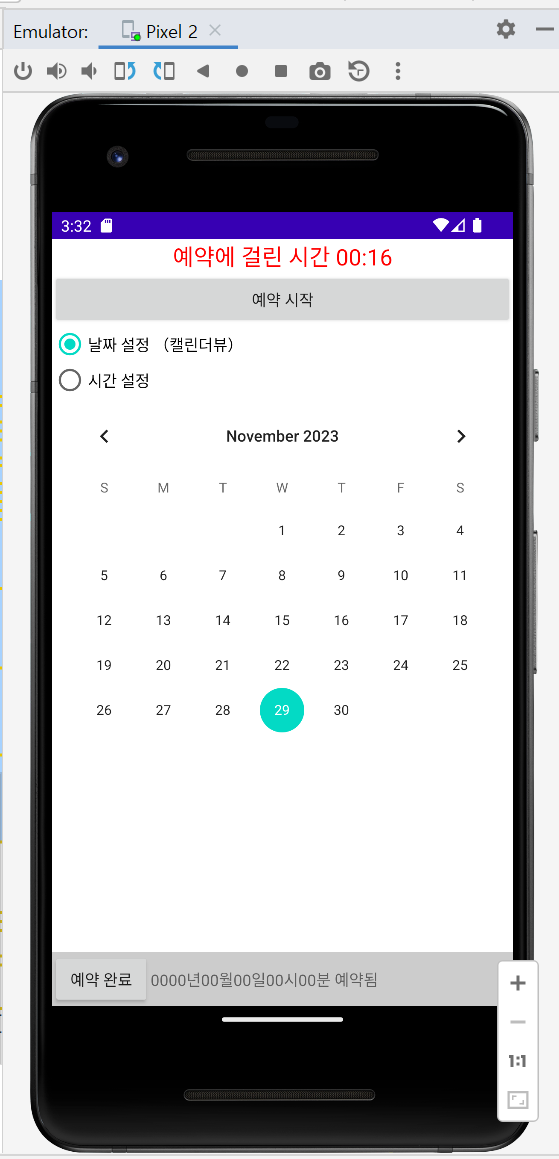 Emulator: Pixel 2
3:32
예약에 걸린 시간 00:16
예약 시작
날짜 설정 (캘린더뷰)
시간 설정
November 2023
S M T W T F S
1 2 3 4
5 6 7 8 9 10 11
12 13 14 15 16 17 18
19 20 21 22 23 24 25
26 27 28 29 30
예약 완료 0000년00월00일00시00분 예약됨
1:1